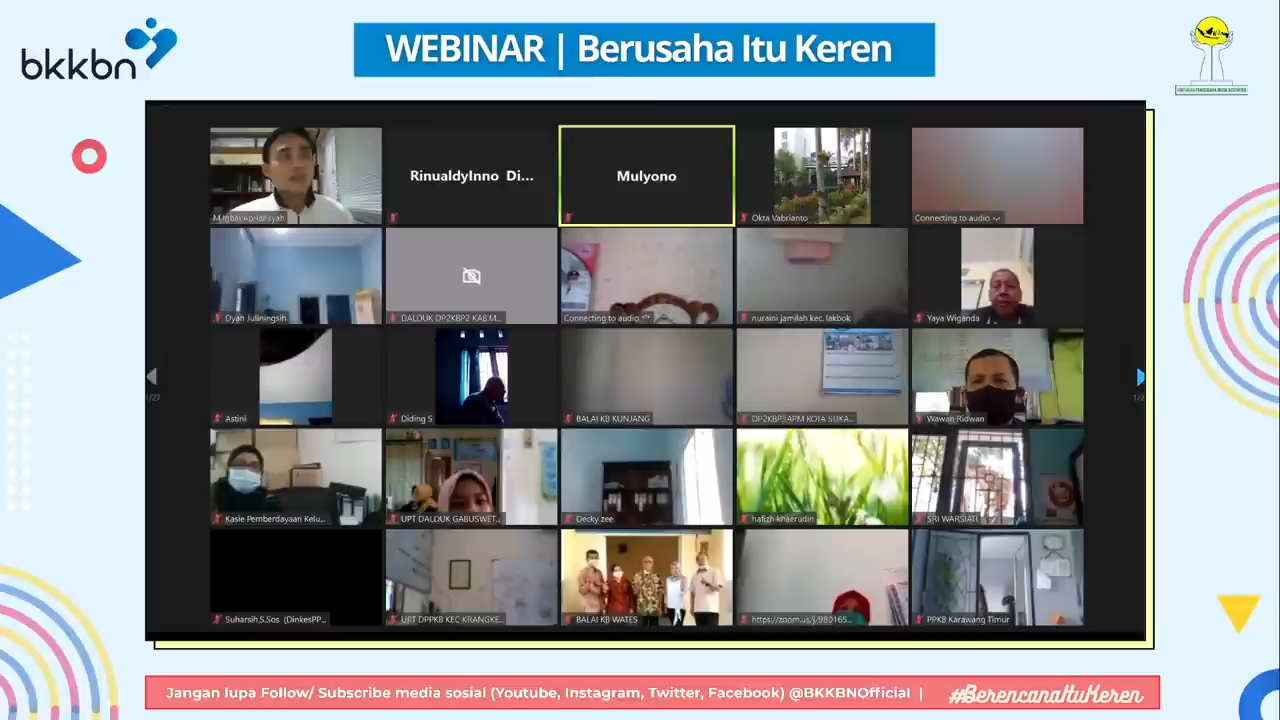 bkkbn
WEBINAR | Berusaha Itu Keren
M Iqbal Apriansyah
RinualdyInno Di...
Mulyono
Okta Vabrianto
Connecting to audio
Dyah Juliningsih
DALDUK DP2KBP2 KAB.M...
Connecting to audio
nuraini jamilah kec. lakbok
Yaya Wiganda
1/21
Astini
Diding S
BALAI KB KUNJANG
DP2KBP3APM KOTA SUKA...
Wawan Ridwan
Kasie Pemberdayaan Kelu...
UPT DALDUK GABUSWET...
Decky zee
hafizh khaerudin
SRI WARSIATI
Suharsih,S.Sos (DinkesPP...
UPT DPPKB KEC KRANGKE...
BALAI KB WATES
https://zoom.us/j/980165...
PPKB Karawang Timur
Jangan lupa Follow/ Subscribe media sosial (Youtube, Instagram, Twitter, Facebook) @BKKBNOfficial |
#BerencanaItuKeren